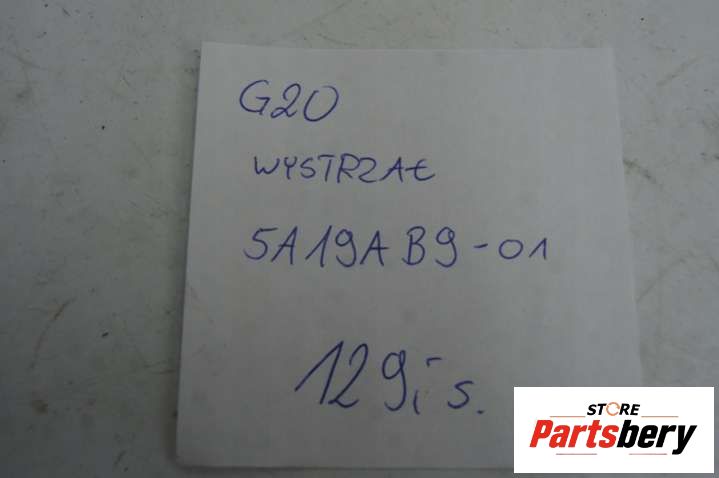 G20
WYSTRZAŁ
5A19AB9-01
129,- s.
STORE
Partsbery